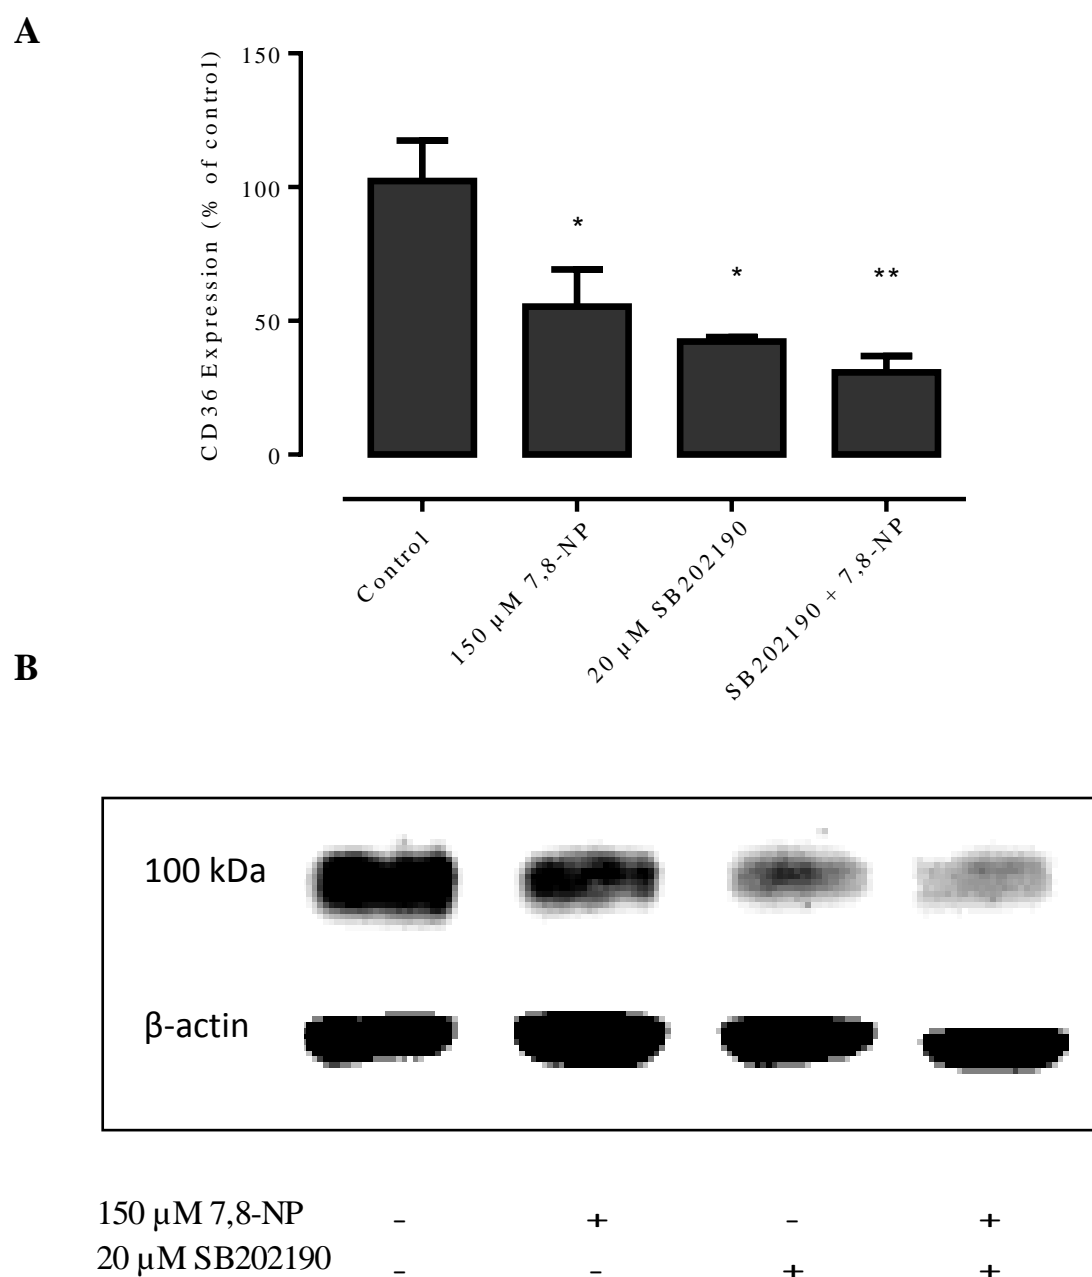 A
CD36 Expression (% of control)
150
100
50
0
*
*
**
Control
150 µM 7,8-NP
20 µM SB202190
SB202190 + 7,8-NP
B
100 kDa
β-actin
150 µM 7,8-NP - + - +
20 µM SB202190 - - + +